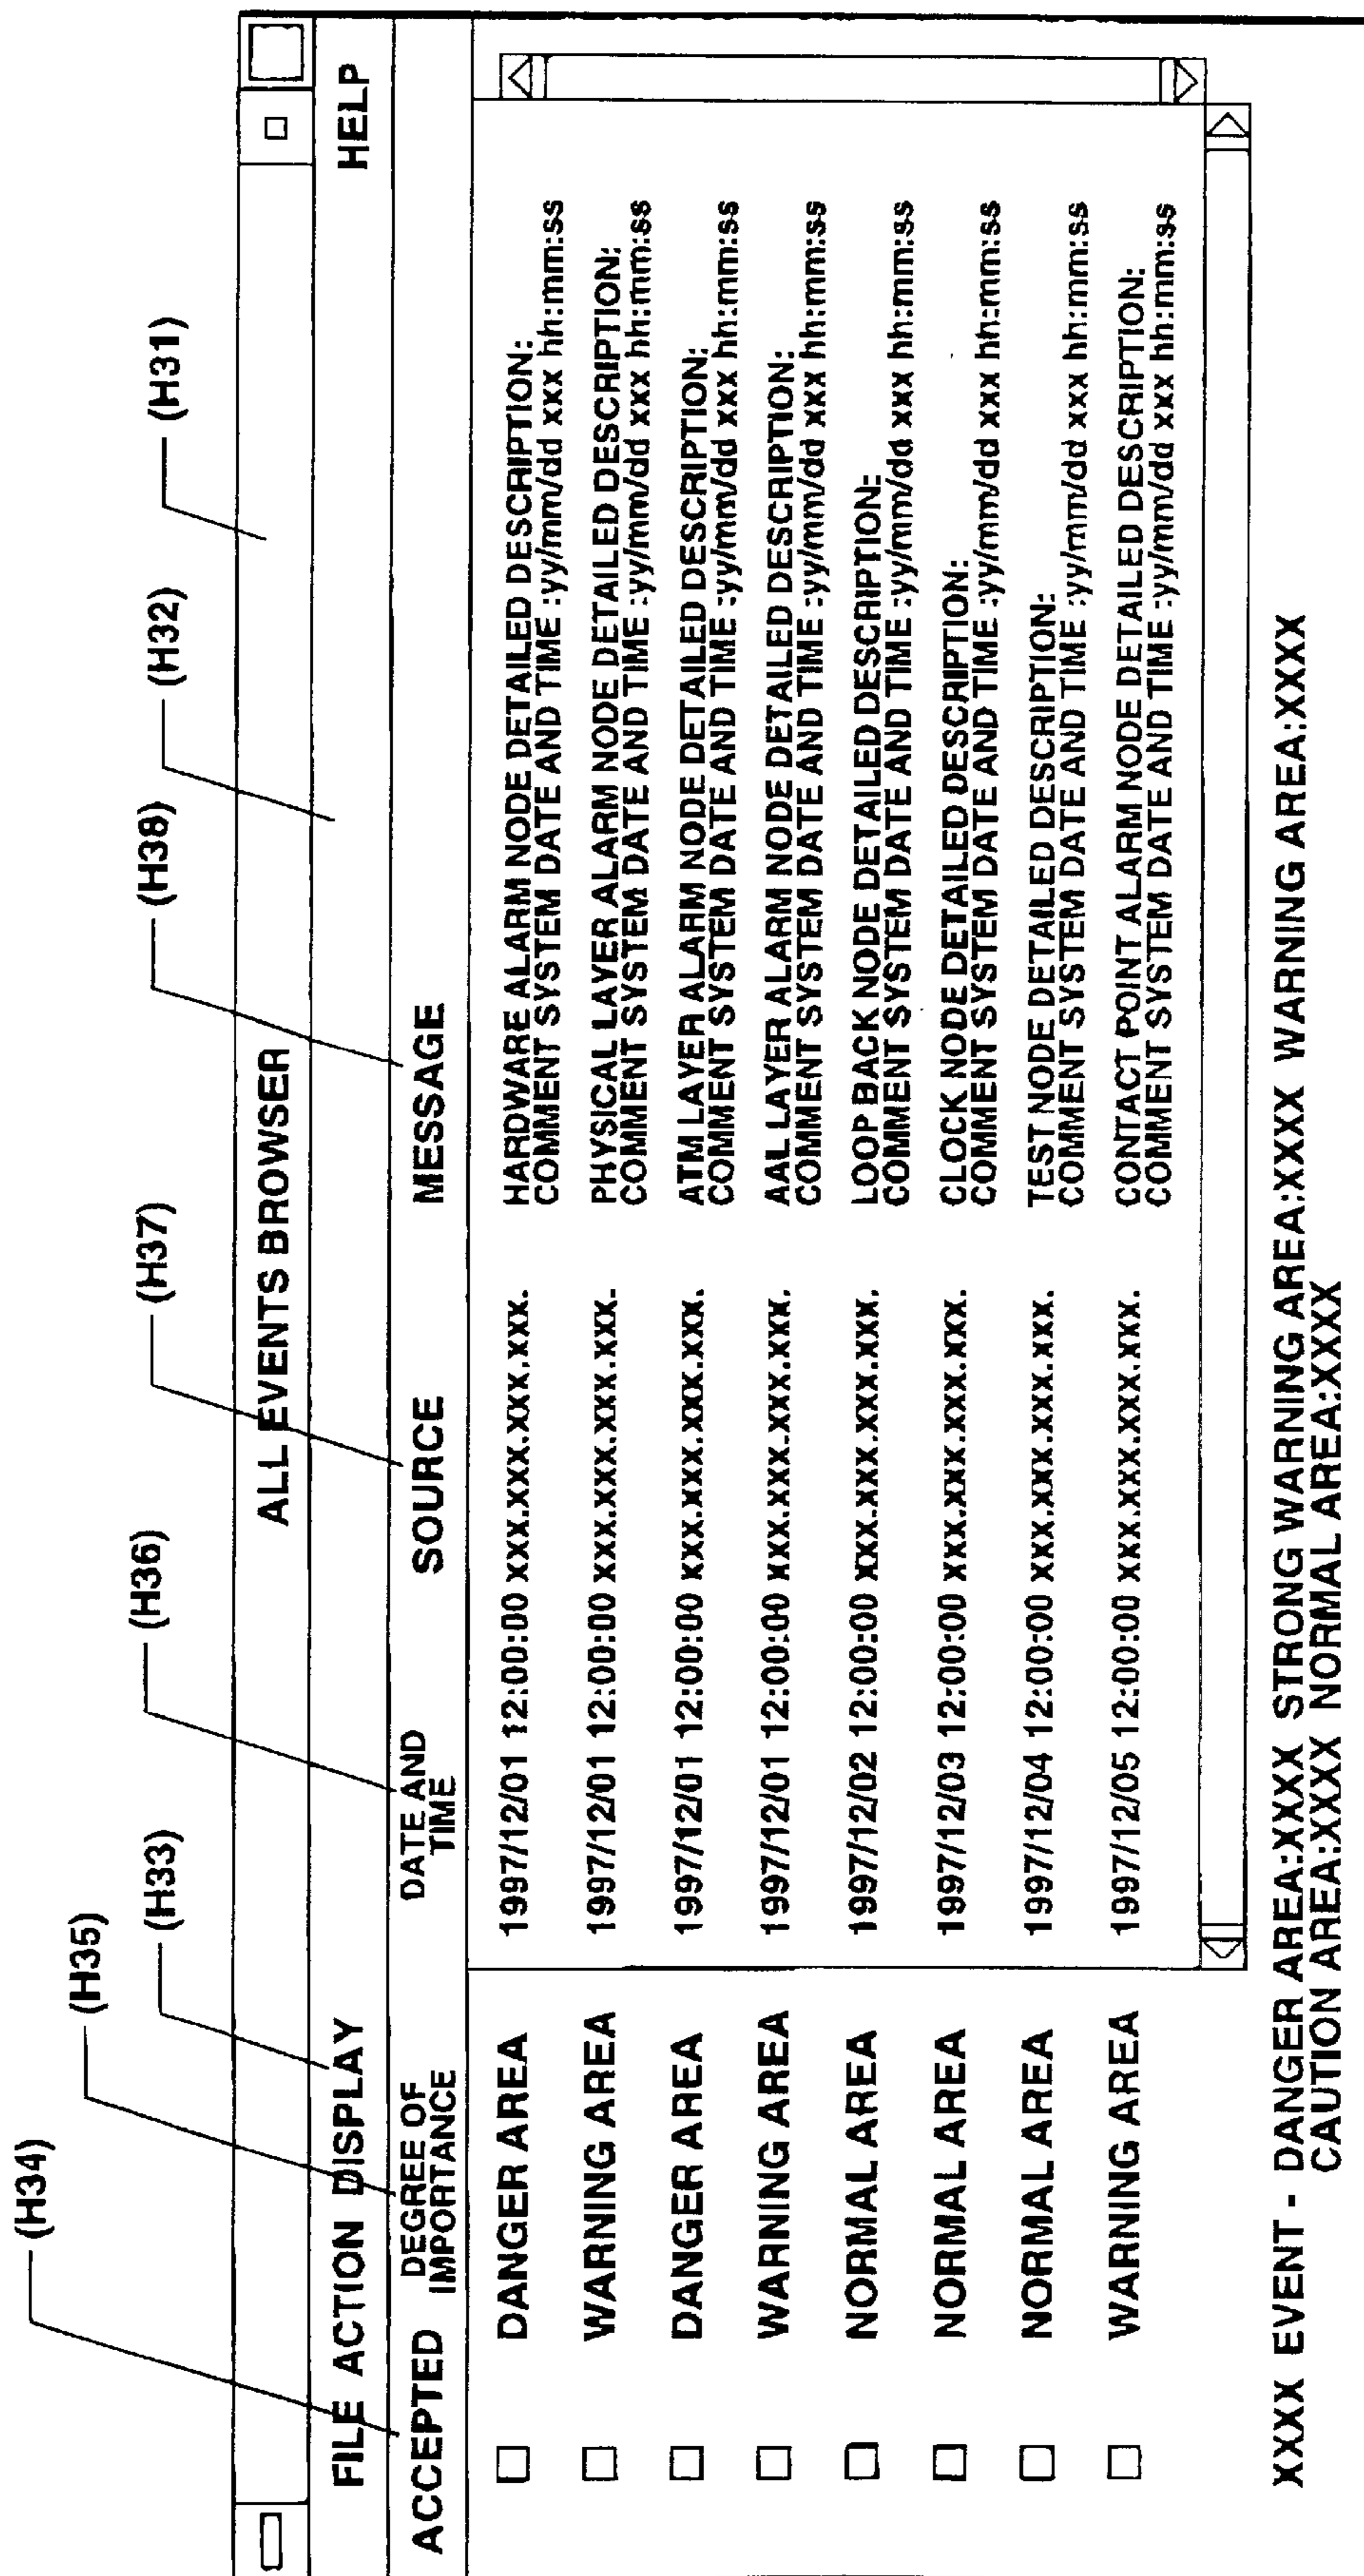 (H34)
(H35)
(H33)
(H36)
(H37)
(H38)
(H32)
(H31)
ALL EVENTS BROWSER
FILE ACTION DISPLAY HELP
ACCEPTED DEGREE OF IMPORTANCE DATE AND TIME SOURCE MESSAGE
DANGER AREA 1997/12/01 12:00:00 xxx.xxx.xxx.xxx. HARDWARE ALARM NODE DETAILED DESCRIPTION:
COMMENT SYSTEM DATE AND TIME :yy/mm/dd xxx hh:mm:ss
WARNING AREA 1997/12/01 12:00:00 xxx.xxx.xxx.xxx. PHYSICAL LAYER ALARM NODE DETAILED DESCRIPTION:
COMMENT SYSTEM DATE AND TIME :yy/mm/dd xxx hh:mm:ss
DANGER AREA 1997/12/01 12:00:00 xxx.xxx.xxx.xxx. ATM LAYER ALARM NODE DETAILED DESCRIPTION:
COMMENT SYSTEM DATE AND TIME :yy/mm/dd xxx hh:mm:ss
WARNING AREA 1997/12/01 12:00:00 xxx.xxx.xxx.xxx. AAL LAYER ALARM NODE DETAILED DESCRIPTION:
COMMENT SYSTEM DATE AND TIME :yy/mm/dd xxx hh:mm:ss
NORMAL AREA 1997/12/02 12:00:00 xxx.xxx.xxx.xxx. LOOP BACK NODE DETAILED DESCRIPTION:
COMMENT SYSTEM DATE AND TIME :yy/mm/dd xxx hh:mm:ss
NORMAL AREA 1997/12/03 12:00:00 xxx.xxx.xxx.xxx. CLOCK NODE DETAILED DESCRIPTION:
COMMENT SYSTEM DATE AND TIME :yy/mm/dd xxx hh:mm:ss
NORMAL AREA 1997/12/04 12:00:00 xxx.xxx.xxx.xxx. TEST NODE DETAILED DESCRIPTION:
COMMENT SYSTEM DATE AND TIME :yy/mm/dd xxx hh:mm:ss
WARNING AREA 1997/12/05 12:00:00 xxx.xxx.xxx.xxx. CONTACT POINT ALARM NODE DETAILED DESCRIPTION:
COMMENT SYSTEM DATE AND TIME :yy/mm/dd xxx hh:mm:ss
XXXX EVENT - DANGER AREA:XXXX STRONG WARNING AREA:XXXX WARNING AREA:XXXX
CAUTION AREA:XXXX NORMAL AREA:XXXX